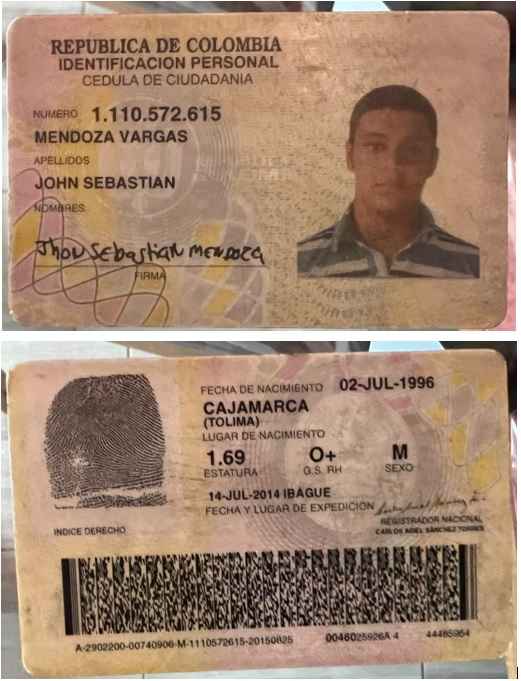 REPUBLICA DE COLOMBIA
IDENTIFICACION PERSONAL
CEDULA DE CIUDADANIA
NUMERO 1.110.572.615
MENDOZA VARGAS
APELLIDOS
JOHN SEBASTIAN
NOMBRES
Jhon Sebastian Mendoza
FIRMA
FECHA DE NACIMIENTO 02-JUL-1996
CAJAMARCA
(TOLIMA)
LUGAR DE NACIMIENTO
1.69 O+ M
ESTATURA G.S. RH SEXO
14-JUL-2014 IBAGUE
FECHA Y LUGAR DE EXPEDICION
REGISTRADOR NACIONAL
CARLOS ARIEL SÁNCHEZ TORRES
INDICE DERECHO
A-2902200-00740906-M-1110572615-20150625 0046025926A 4 44485954